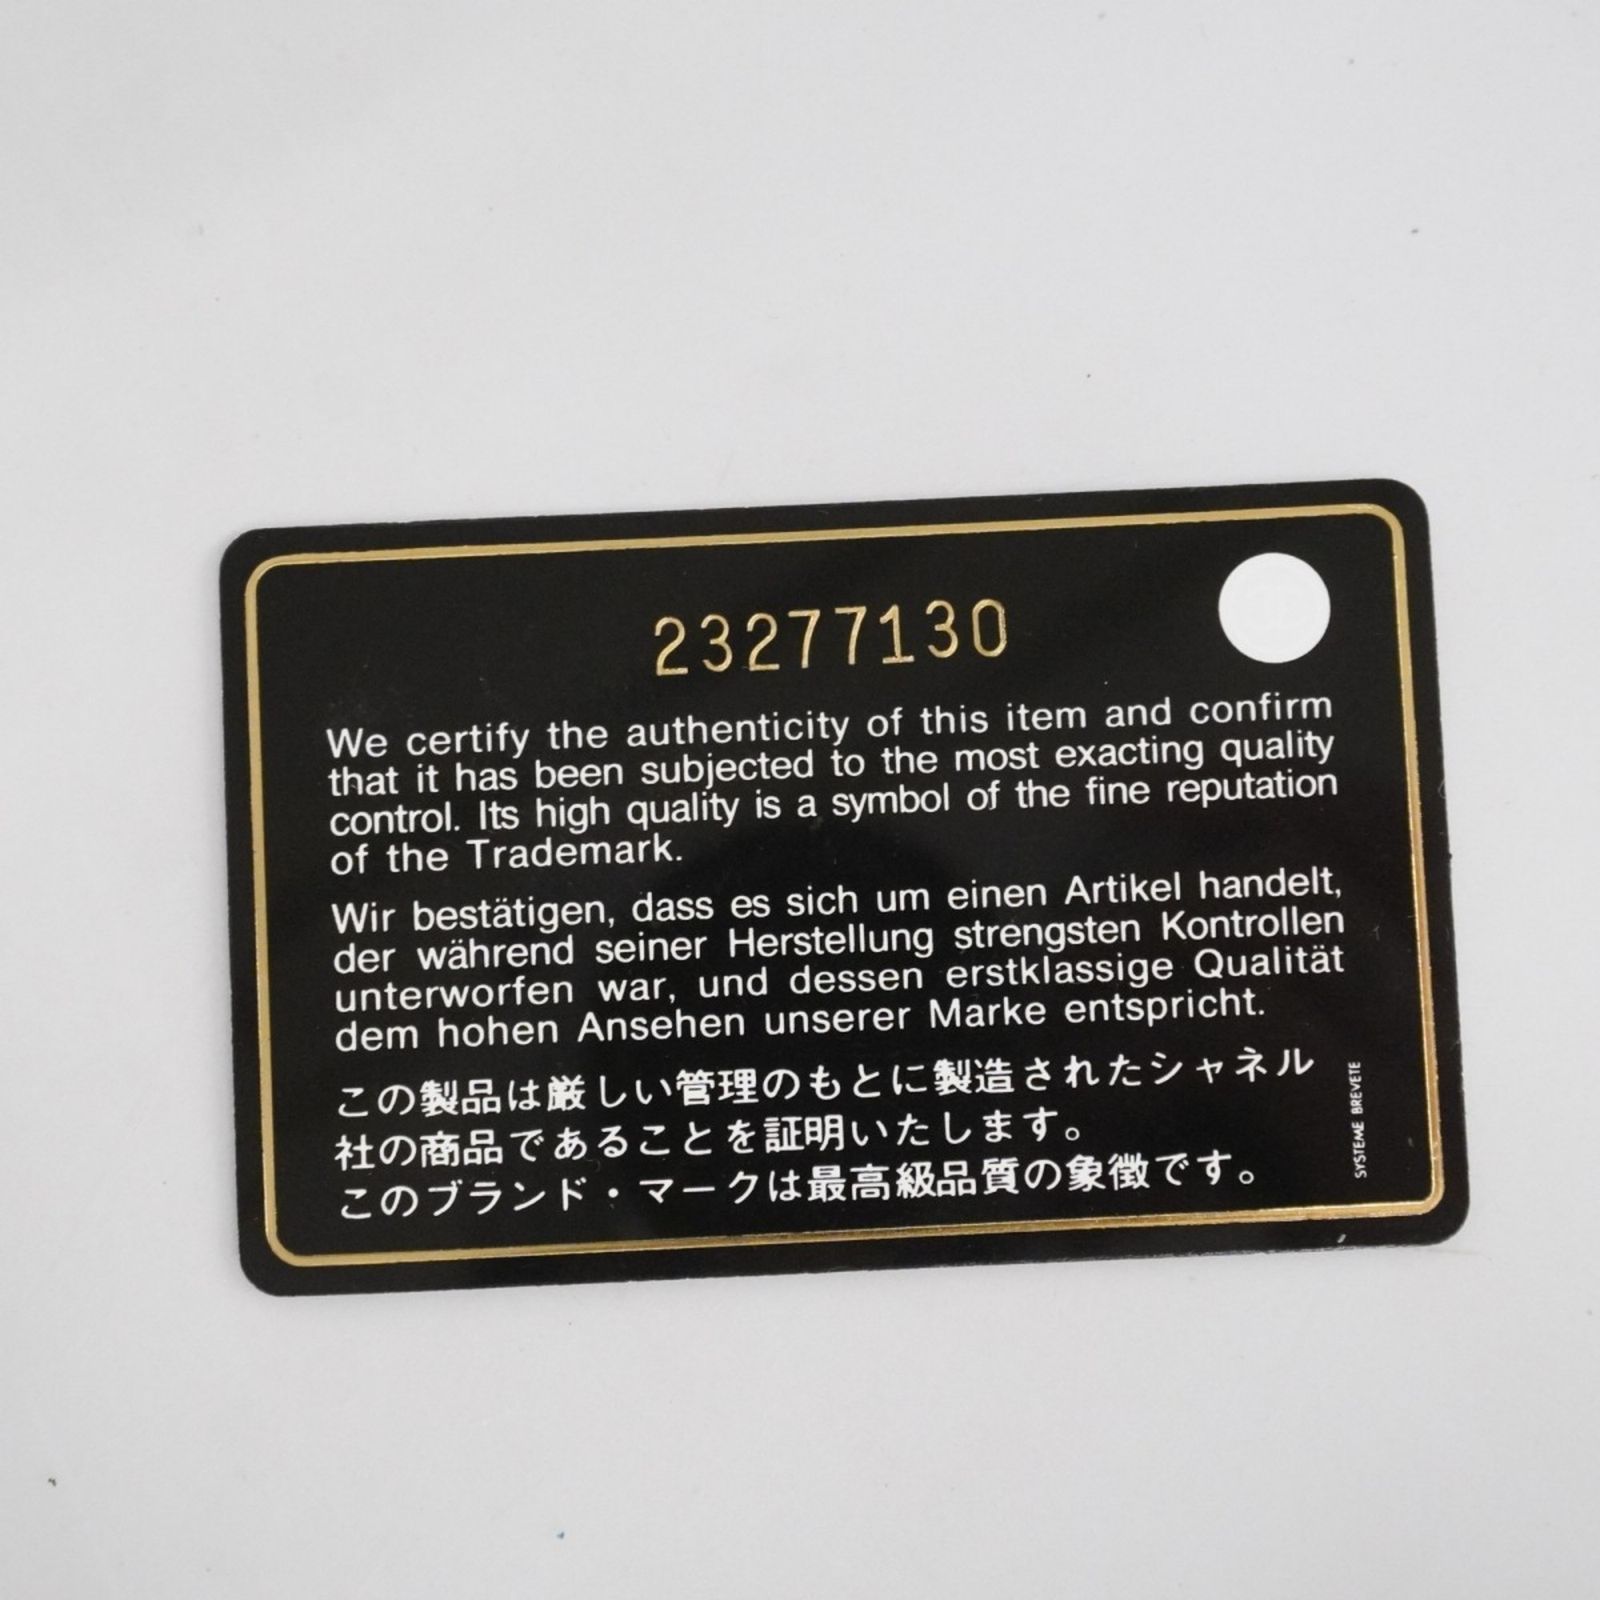 23277130
We certify the authenticity of this item and confirm
that it has been subjected to the most exacting quality
control. Its high quality is a symbol of the fine reputation
of the Trademark.
Wir bestätigen, dass es sich um einen Artikel handelt,
der während seiner Herstellung strengsten Kontrollen
unterworfen war, und dessen erstklassige Qualität
dem hohen Ansehen unserer Marke entspricht.
この製品は厳しい管理のもとに製造されたシャネル
社の商品であることを証明いたします。
このブランド・マークは最高級品質の象徴です。
SYSTEME BREVETE